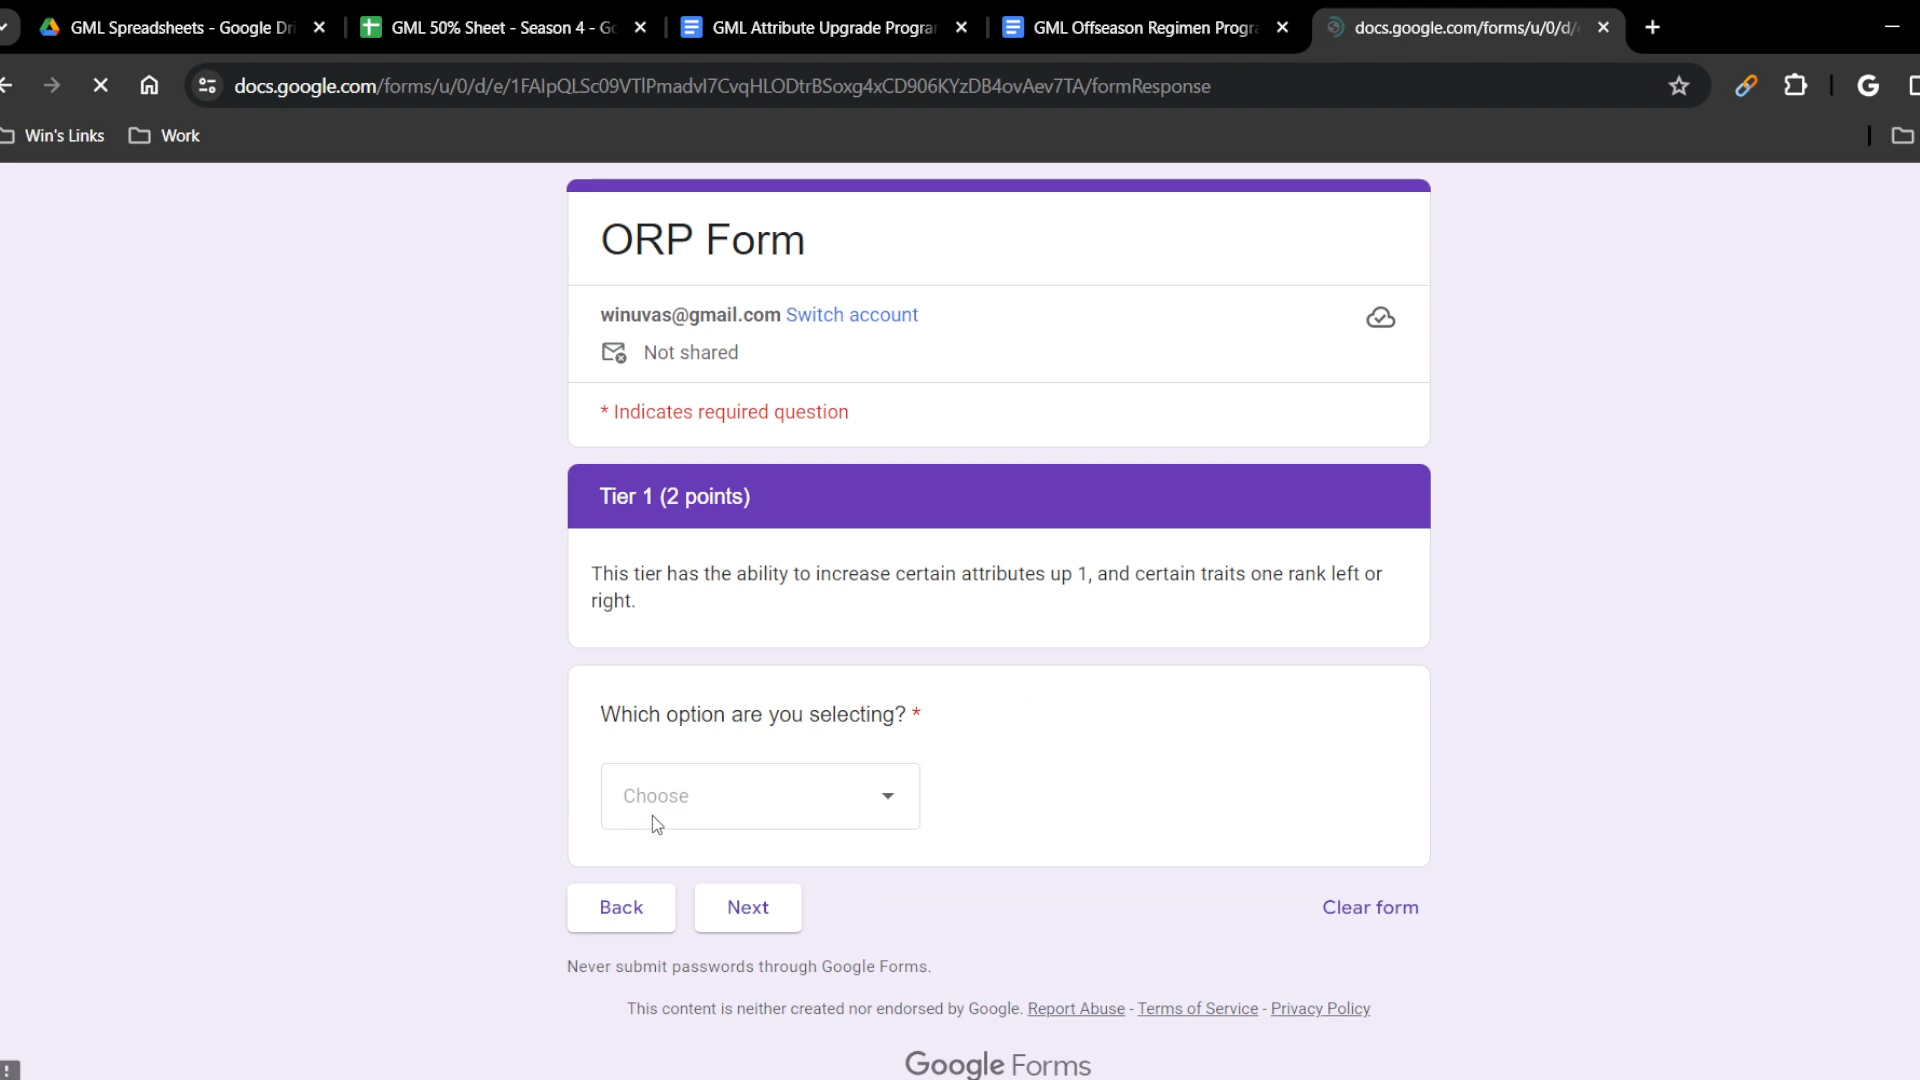 GML Spreadsheets - Google Dri
GML 50% Sheet - Season 4 - Go
GML Attribute Upgrade Program
GML Offseason Regimen Progra
docs.google.com/forms/u/0/d/
docs.google.com/forms/u/0/d/e/1FAIpQLSc09VTlPmadvI7CvqHLODtrBSoxg4xCD906KYzDB4ovAev7TA/formResponse
Win's Links
Work
ORP Form
winuvas@gmail.com Switch account
Not shared
* Indicates required question
Tier 1 (2 points)
This tier has the ability to increase certain attributes up 1, and certain traits one rank left or
right.
Which option are you selecting? *
Choose
Back
Next
Clear form
Never submit passwords through Google Forms.
This content is neither created nor endorsed by Google. Report Abuse - Terms of Service - Privacy Policy
Google Forms